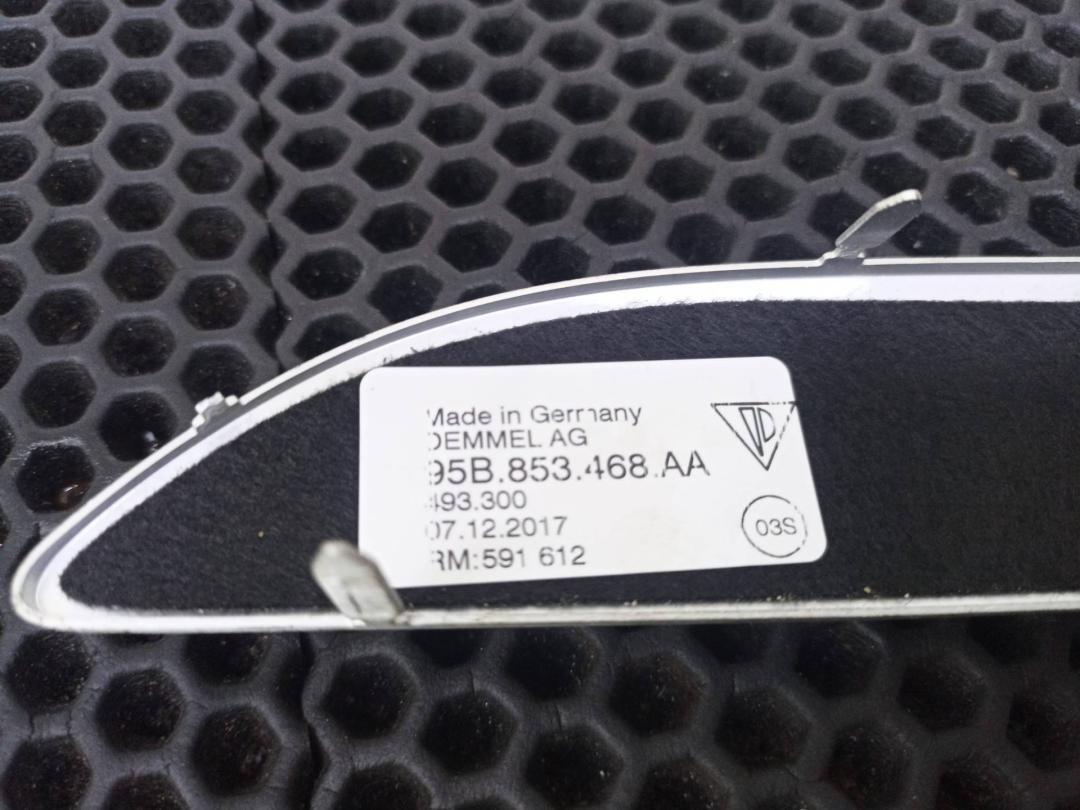 Made in Germany
DEMMEL AG
95B.853.468.AA
493.300
07.12.2017
RM:591 612
03S